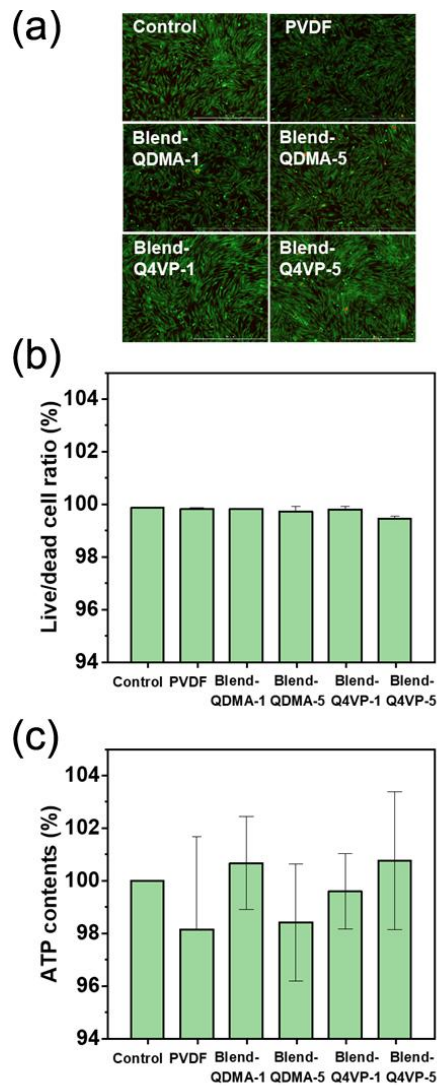 (a)
Control PVDF
Blend- Blend-
QDMA-1 QDMA-5
Blend- Blend-
Q4VP-1 Q4VP-5
(b)
104
102
100
98
96
94
Live/dead cell ratio (%)
Control PVDF Blend- Blend- Blend- Blend-
QDMA-1 QDMA-5 Q4VP-1 Q4VP-5
(c)
104
102
100
98
96
94
ATP contents (%)
Control PVDF Blend- Blend- Blend- Blend-
QDMA-1 QDMA-5 Q4VP-1 Q4VP-5